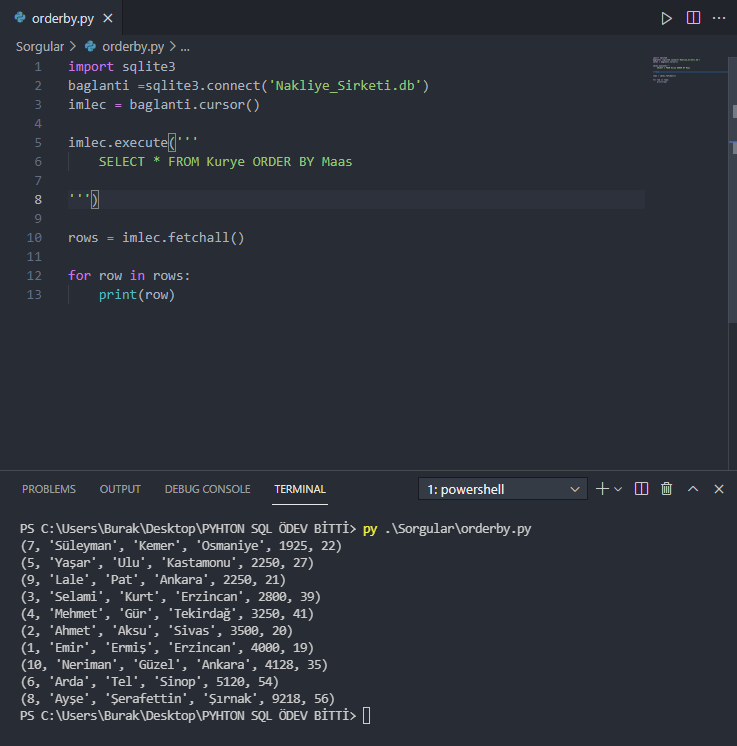 orderby.py
Sorgular > orderby.py > ...
1 import sqlite3
2 baglanti =sqlite3.connect('Nakliye_Sirketi.db')
3 imlec = baglanti.cursor()
4
5 imlec.execute('''
6 SELECT * FROM Kurye ORDER BY Maas
7
8 ''')
9
10 rows = imlec.fetchall()
11
12 for row in rows:
13 print(row)
PROBLEMS OUTPUT DEBUG CONSOLE TERMINAL 1: powershell
PS C:\Users\Burak\Desktop\PYHTON SQL ÖDEV BİTTİ> py .\Sorgular\orderby.py
(7, 'Süleyman', 'Kemer', 'Osmaniye', 1925, 22)
(5, 'Yaşar', 'Ulu', 'Kastamonu', 2250, 27)
(9, 'Lale', 'Pat', 'Ankara', 2250, 21)
(3, 'Selami', 'Kurt', 'Erzincan', 2800, 39)
(4, 'Mehmet', 'Gür', 'Tekirdağ', 3250, 41)
(2, 'Ahmet', 'Aksu', 'Sivas', 3500, 20)
(1, 'Emir', 'Ermiş', 'Erzincan', 4000, 19)
(10, 'Neriman', 'Güzel', 'Ankara', 4128, 35)
(6, 'Arda', 'Tel', 'Sinop', 5120, 54)
(8, 'Ayşe', 'Şerafettin', 'Şırnak', 9218, 56)
PS C:\Users\Burak\Desktop\PYHTON SQL ÖDEV BİTTİ>